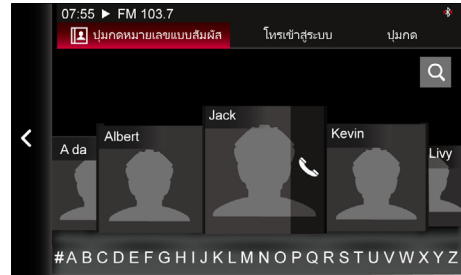 07:55 ► FM 103.7
ปุ่มกดหมายเลขแบบสัมผัส โทรเข้าสู่ระบบ ปุ่มกด
Jack
Albert Kevin
A da Livy
#ABCDEFGHIJKLMNOPQRSTUVWXYZ